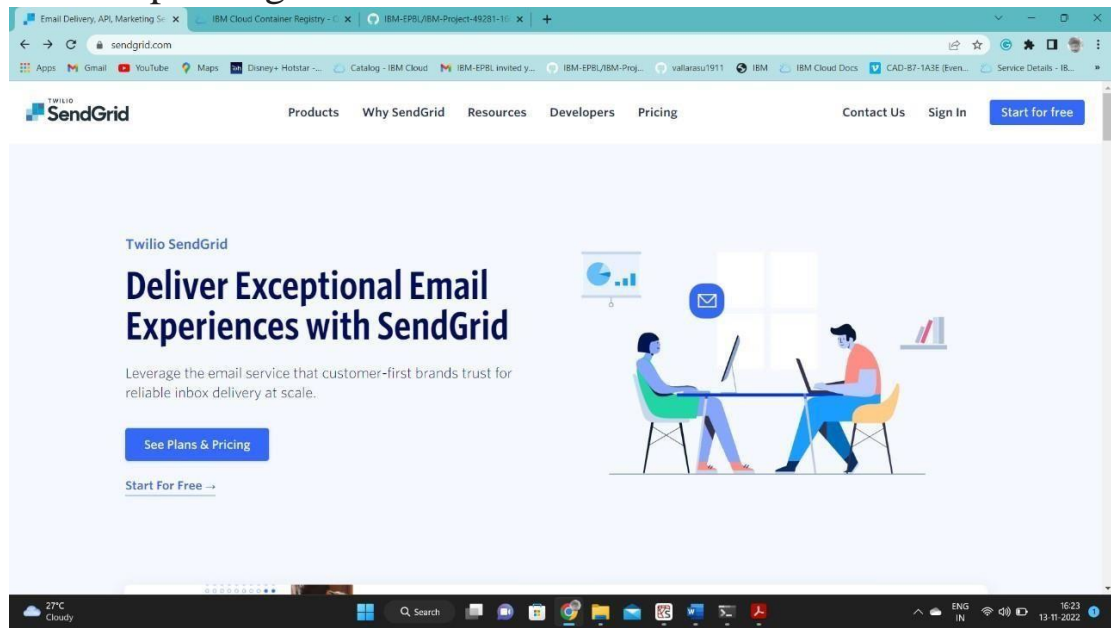 Email Delivery, API, Marketing Se
IBM Cloud Container Registry - C
IBM-EPBL/IBM-Project-49281-16
sendgrid.com
Apps
Gmail
YouTube
Maps
Disney+ Hotstar -...
Catalog - IBM Cloud
IBM-EPBL invited y...
IBM-EPBL/IBM-Proj...
vallarasu1911
IBM
IBM Cloud Docs
CAD-B7-1A3E (Even...
Service Details - IB...
TWILIO
SendGrid
Products
Why SendGrid
Resources
Developers
Pricing
Contact Us
Sign In
Start for free
Twilio SendGrid
Deliver Exceptional Email
Experiences with SendGrid
Leverage the email service that customer-first brands trust for
reliable inbox delivery at scale.
See Plans & Pricing
Start For Free →
27°C
Cloudy
Search
ENG
IN
16:23
13-11-2022